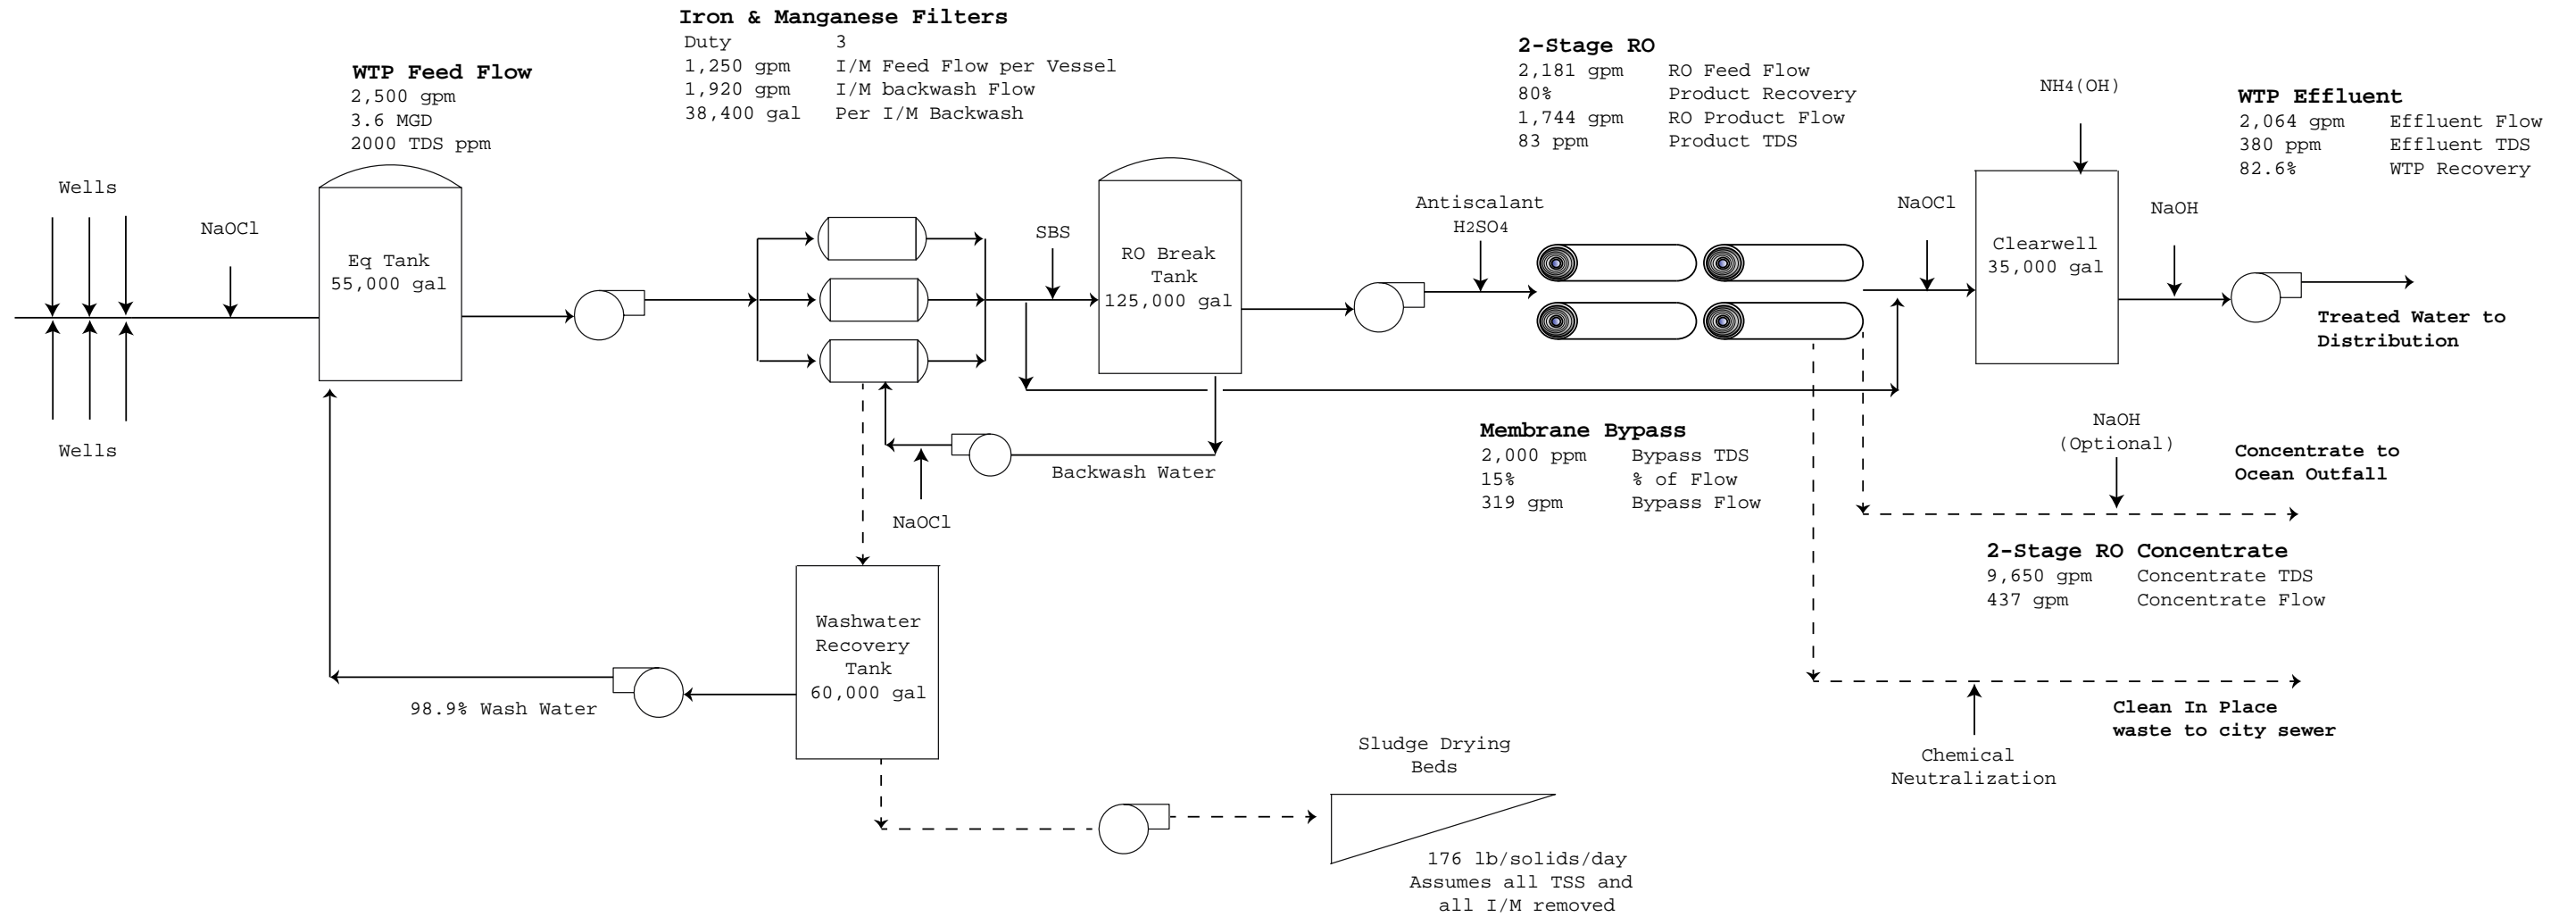 Iron & Manganese Filters
Duty 3
1,250 gpm I/M Feed Flow per Vessel
1,920 gpm I/M backwash Flow
38,400 gal Per I/M Backwash
WTP Feed Flow
2,500 gpm
3.6 MGD
2000 TDS ppm
2-Stage RO
2,181 gpm RO Feed Flow
80% Product Recovery
1,744 gpm RO Product Flow
83 ppm Product TDS
NH4(OH)
WTP Effluent
2,064 gpm Effluent Flow
380 ppm Effluent TDS
82.6% WTP Recovery
Wells
NaOCl
Eq Tank
55,000 gal
SBS
RO Break
Tank
125,000 gal
Antiscalant
H2SO4
NaOCl
Clearwell
35,000 gal
NaOH
Treated Water to
Distribution
Wells
Backwash Water
NaOCl
Membrane Bypass
2,000 ppm Bypass TDS
15% % of Flow
319 gpm Bypass Flow
NaOH
(Optional)
Concentrate to
Ocean Outfall
2-Stage RO Concentrate
9,650 gpm Concentrate TDS
437 gpm Concentrate Flow
Washwater
Recovery
Tank
60,000 gal
98.9% Wash Water
Clean In Place
waste to city sewer
Chemical
Neutralization
Sludge Drying
Beds
176 lb/solids/day
Assumes all TSS and
all I/M removed